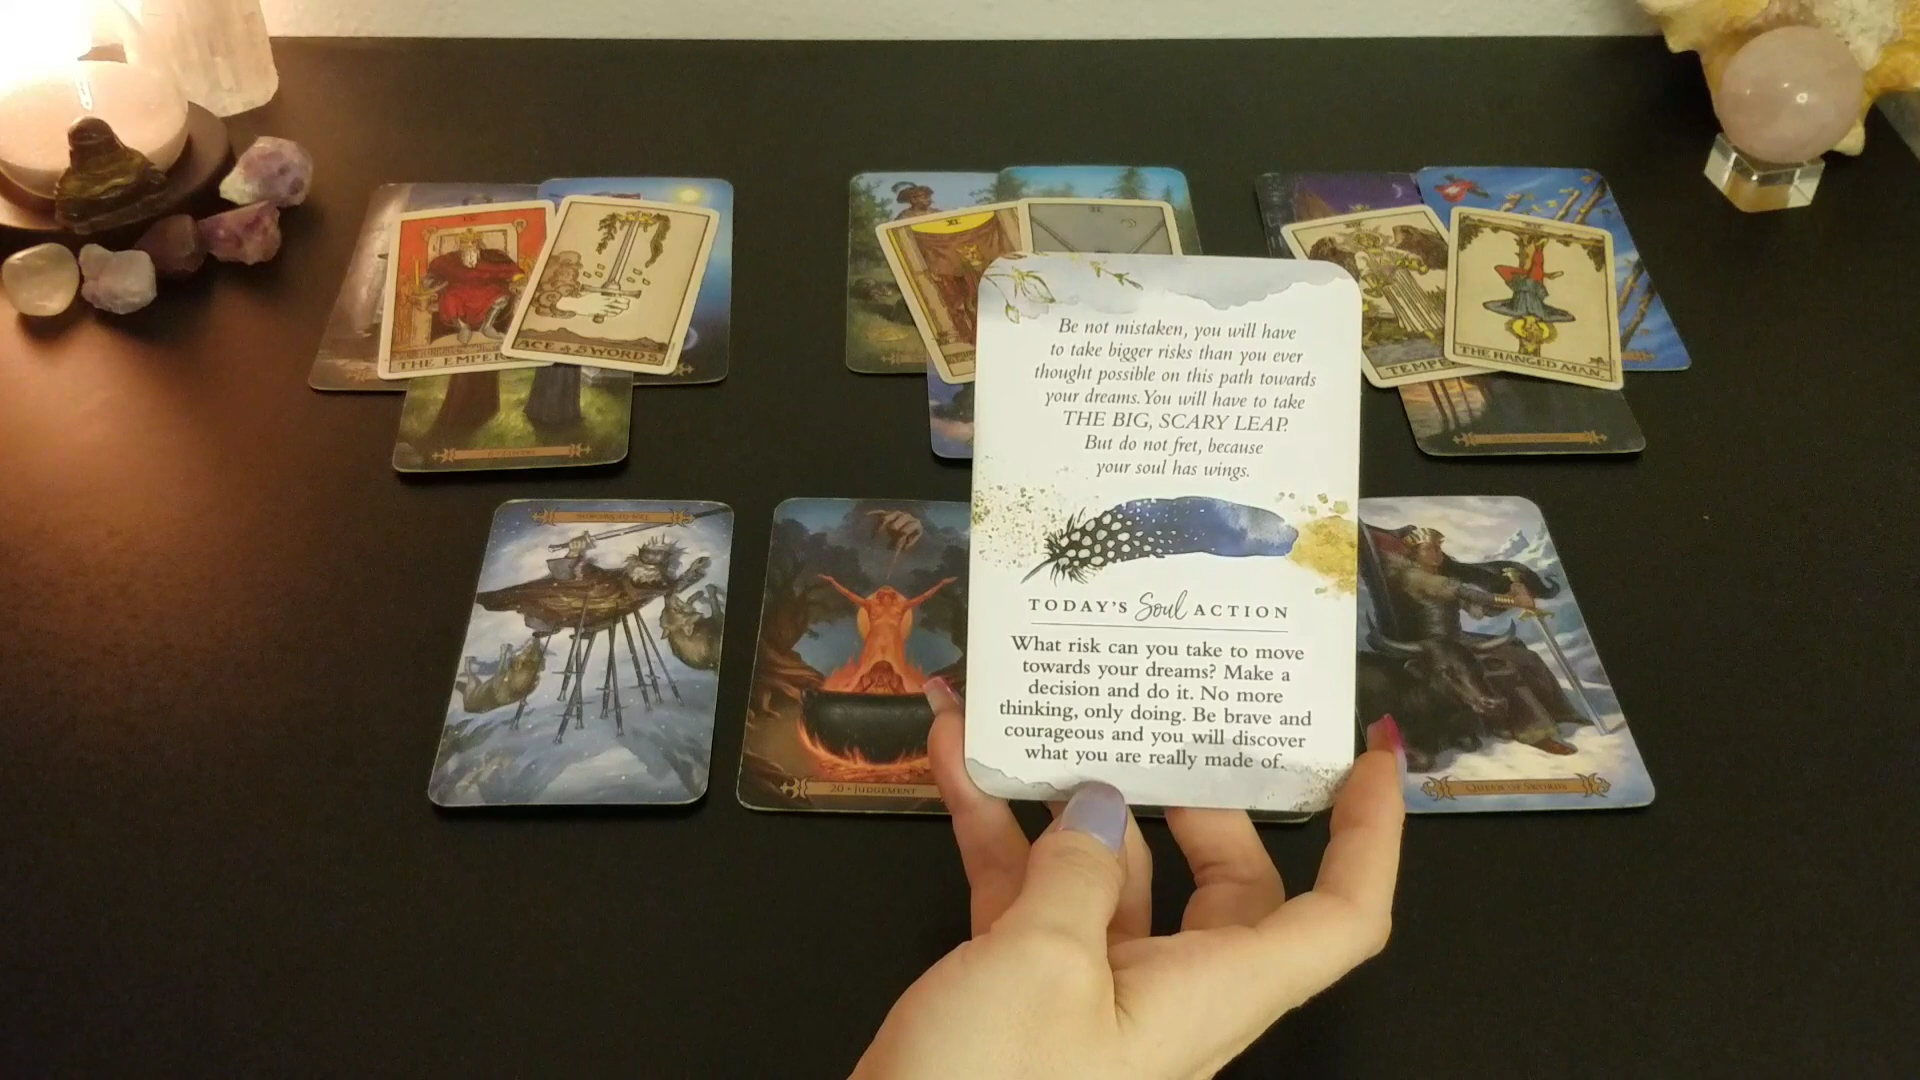 IV
THE EMPER
ACE of SWORDS.
XI
TEMPE
THE HANGED MAN.
Be not mistaken, you will have
to take bigger risks than you ever
thought possible on this path towards
your dreams. You will have to take
THE BIG, SCARY LEAP.
But do not fret, because
your soul has wings.
TODAY'S Soul ACTION
What risk can you take to move
towards your dreams? Make a
decision and do it. No more
thinking, only doing. Be brave and
courageous and you will discover
what you are really made of.
20 • JUDGEMENT
QUEEN OF SWORDS